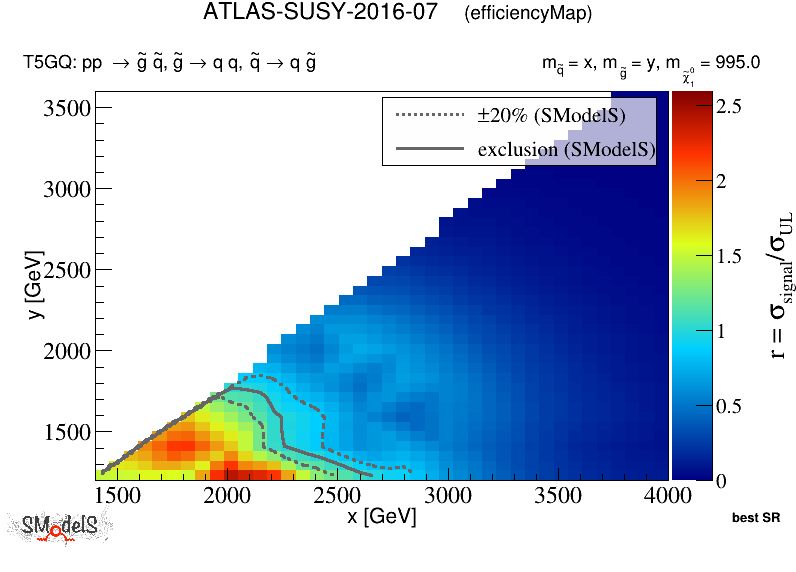 ATLAS-SUSY-2016-07 (efficiencyMap)
T5GQ: pp → g̃ q̃, g̃ → q q, q̃ → q g̃ m_q̃ = x, m_g̃ = y, m_χ̃₁⁰ = 995.0
±20% (SModelS)
exclusion (SModelS)
3500
3000
2500
2000
1500
y [GeV]
1500 2000 2500 3000 3500 4000
x [GeV]
2.5
2
1.5
1
0.5
0
r = σ_signal/σ_UL
best SR
SModelS